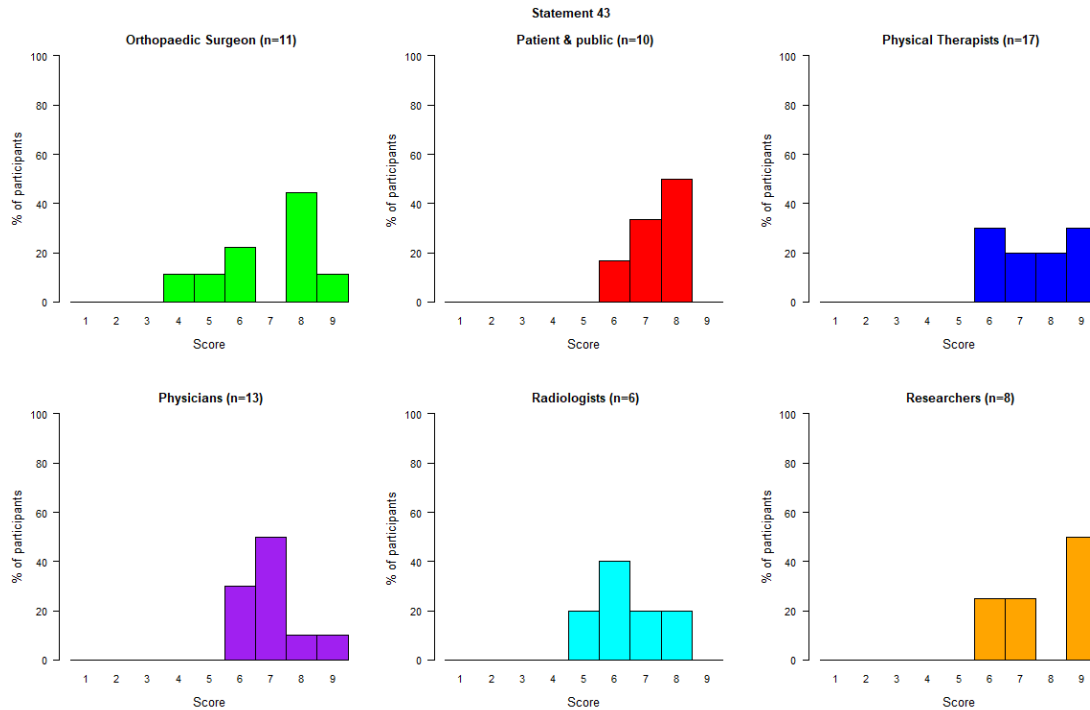 Statement 43
Orthopaedic Surgeon (n=11)
100
80
60
40
20
0
% of participants
1 2 3 4 5 6 7 8 9
Score
Patient & public (n=10)
100
80
60
40
20
0
% of participants
1 2 3 4 5 6 7 8 9
Score
Physical Therapists (n=17)
100
80
60
40
20
0
% of participants
1 2 3 4 5 6 7 8 9
Score
Physicians (n=13)
100
80
60
40
20
0
% of participants
1 2 3 4 5 6 7 8 9
Score
Radiologists (n=6)
100
80
60
40
20
0
% of participants
1 2 3 4 5 6 7 8 9
Score
Researchers (n=8)
100
80
60
40
20
0
% of participants
1 2 3 4 5 6 7 8 9
Score